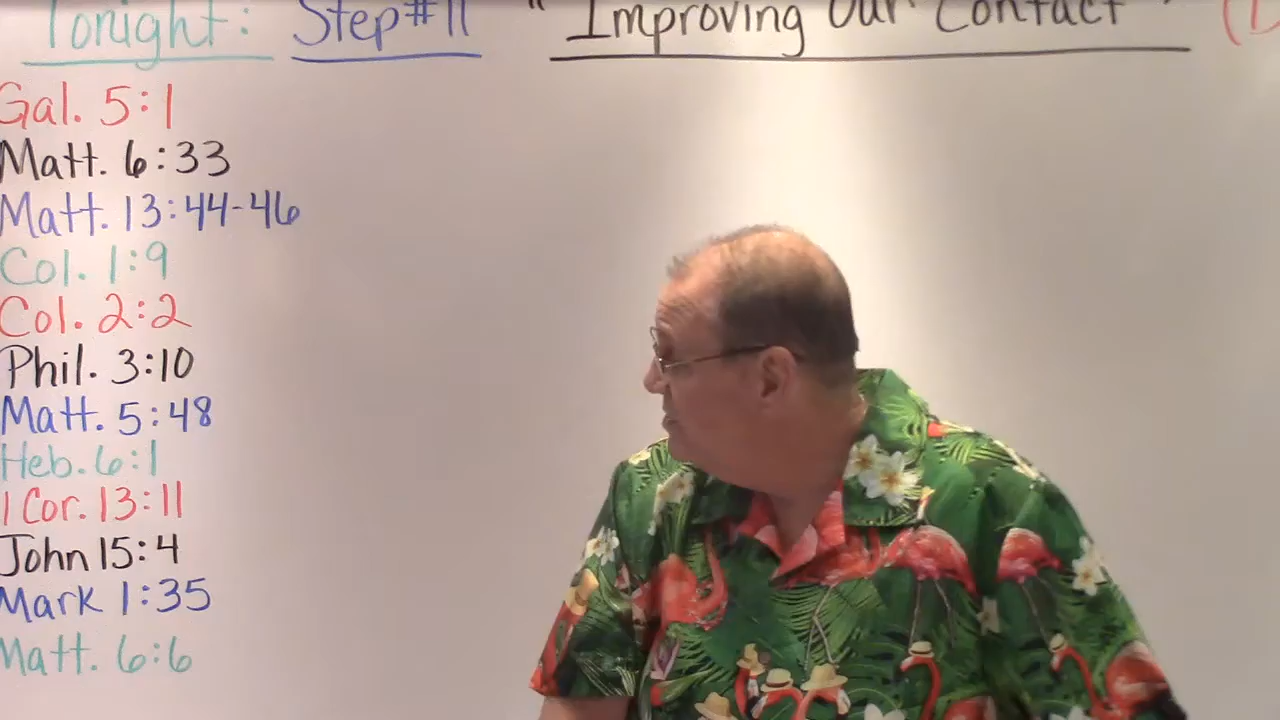 Tonight: Step#11 "Improving Our Contact"
Gal. 5:1
Matt. 6:33
Matt. 13:44-46
Col. 1:9
Col. 2:2
Phil. 3:10
Matt. 5:48
Heb. 6:1
1 Cor. 13:11
John 15:4
Mark 1:35
Matt. 6:6